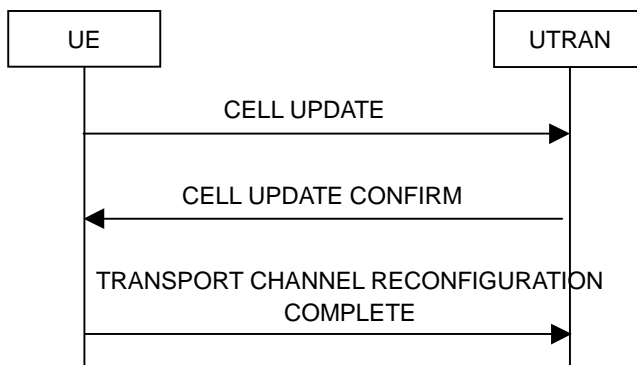 UE
UTRAN
CELL UPDATE
CELL UPDATE CONFIRM
TRANSPORT CHANNEL RECONFIGURATION
COMPLETE